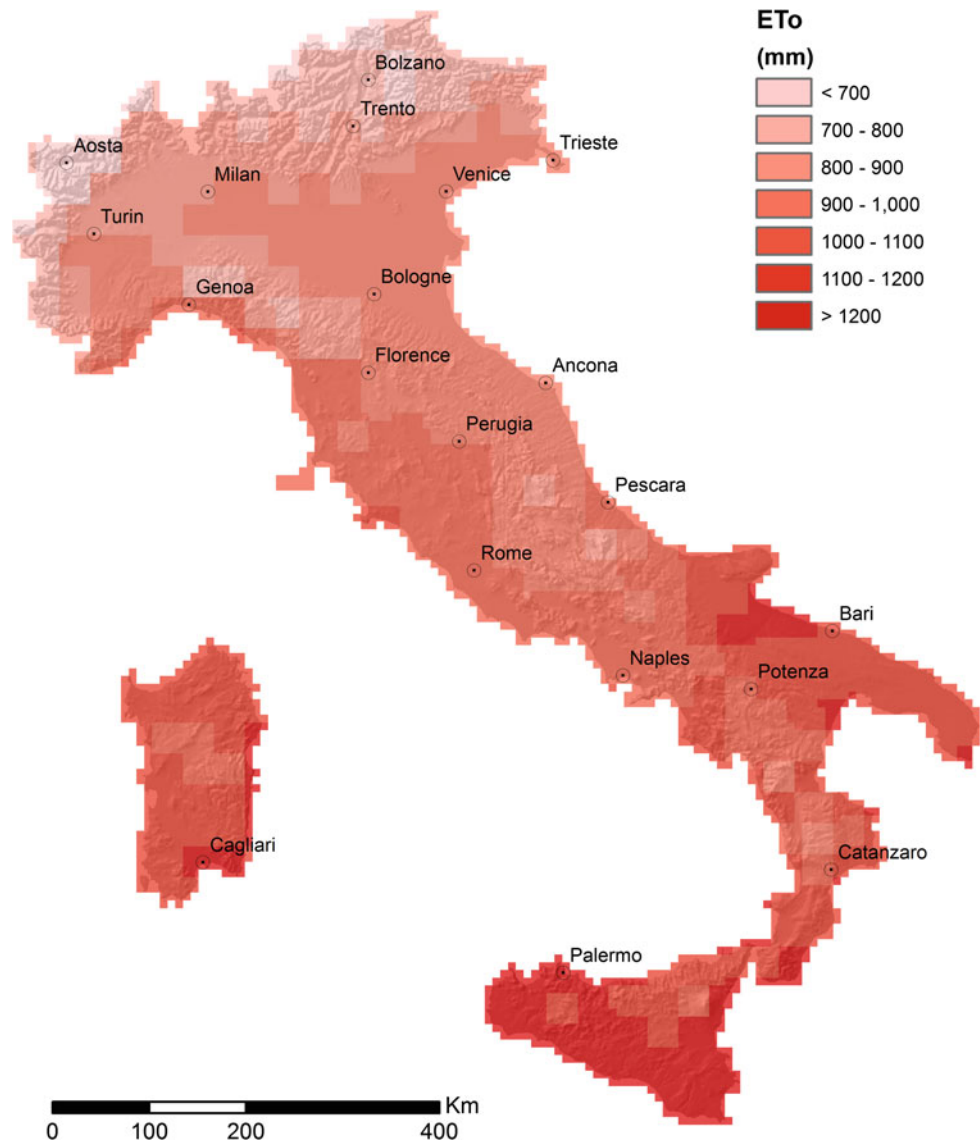 ETo
(mm)
< 700
700 - 800
800 - 900
900 - 1,000
1000 - 1100
1100 - 1200
> 1200
Bolzano
Trento
Aosta
Trieste
Milan
Venice
Turin
Bologne
Genoa
Florence
Ancona
Perugia
Pescara
Rome
Bari
Naples
Potenza
Cagliari
Catanzaro
Palermo
Km
0 100 200 400